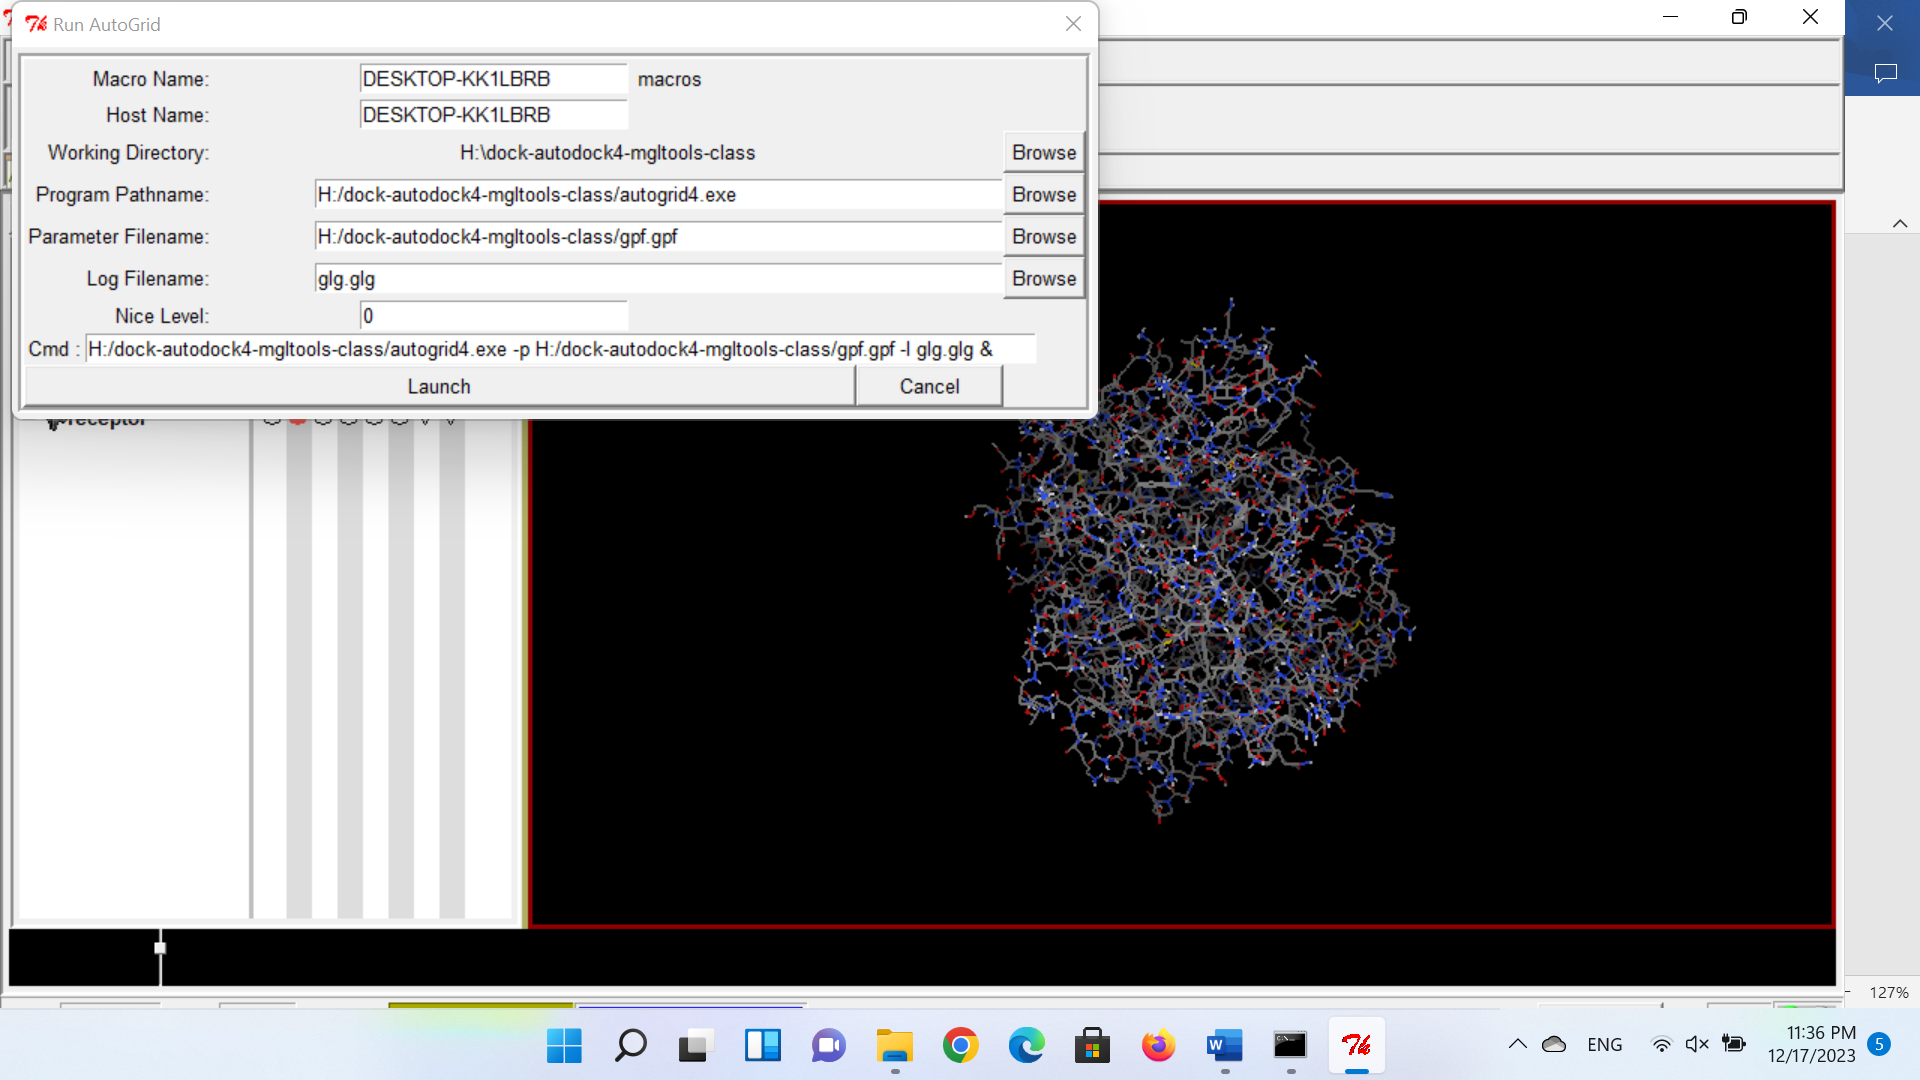 Run AutoGrid
Macro Name: DESKTOP-KK1LBRB macros
Host Name: DESKTOP-KK1LBRB
Working Directory: H:\dock-autodock4-mgltools-class Browse
Program Pathname: H:/dock-autodock4-mgltools-class/autogrid4.exe Browse
Parameter Filename: H:/dock-autodock4-mgltools-class/gpf.gpf Browse
Log Filename: glg.glg Browse
Nice Level: 0
Cmd : H:/dock-autodock4-mgltools-class/autogrid4.exe -p H:/dock-autodock4-mgltools-class/gpf.gpf -l glg.glg &
Launch Cancel
receptor
127%
ENG
11:36 PM
12/17/2023
5